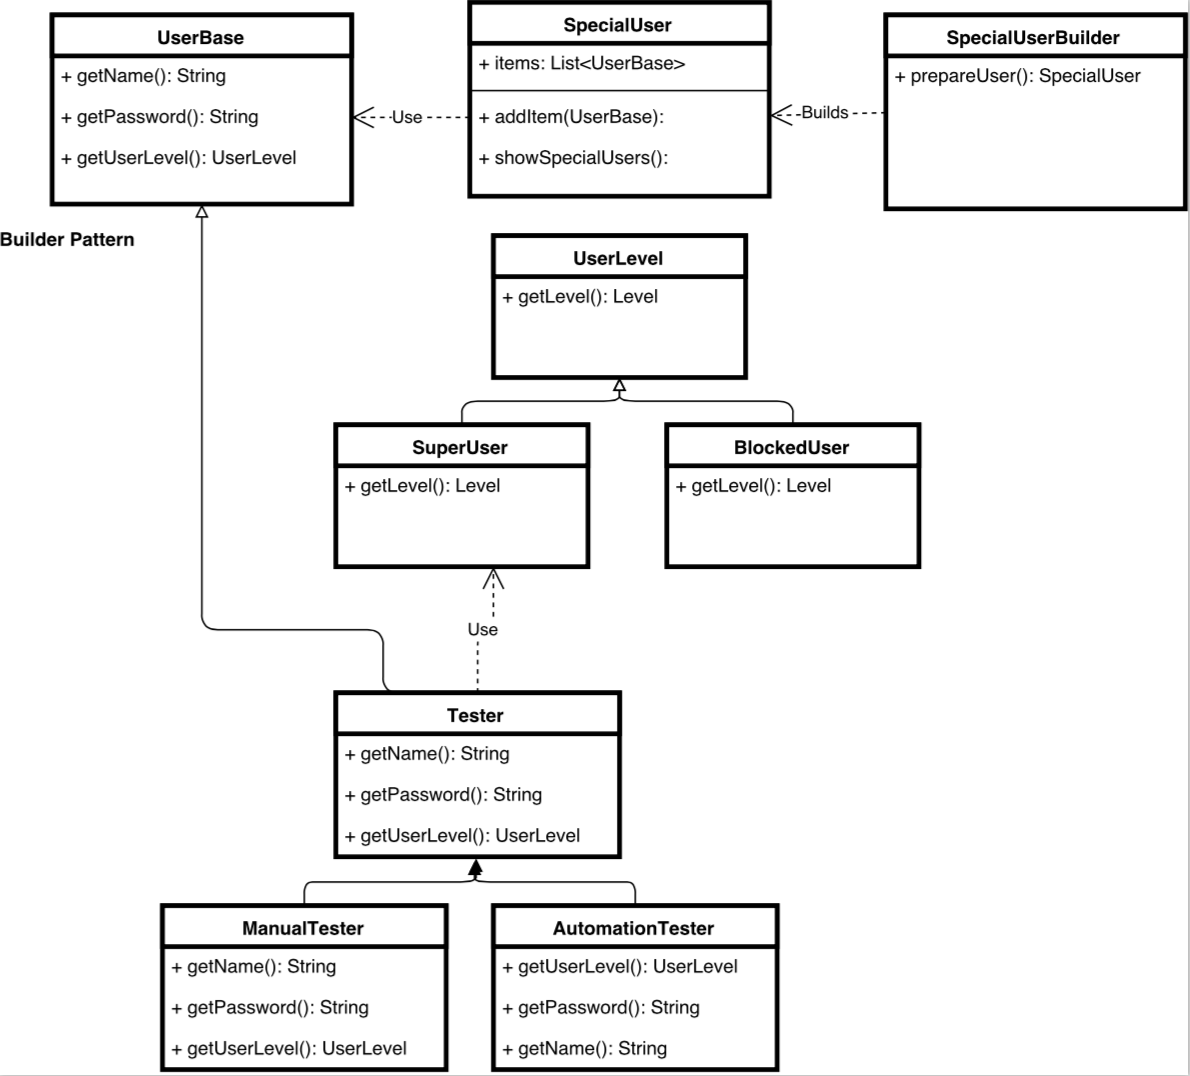 UserBase
+ getName(): String
+ getPassword(): String
+ getUserLevel(): UserLevel
Use
SpecialUser
+ items: List<UserBase>
+ addItem(UserBase):
+ showSpecialUsers():
Builds
SpecialUserBuilder
+ prepareUser(): SpecialUser
Builder Pattern
UserLevel
+ getLevel(): Level
SuperUser
+ getLevel(): Level
BlockedUser
+ getLevel(): Level
Use
Tester
+ getName(): String
+ getPassword(): String
+ getUserLevel(): UserLevel
ManualTester
+ getName(): String
+ getPassword(): String
+ getUserLevel(): UserLevel
AutomationTester
+ getUserLevel(): UserLevel
+ getPassword(): String
+ getName(): String